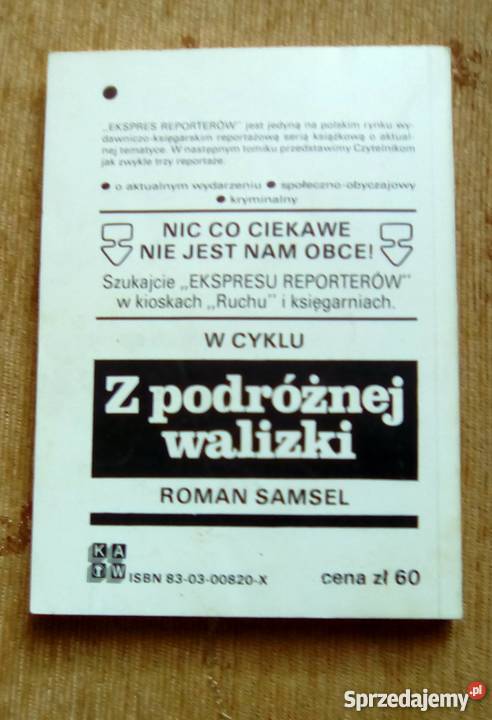 „EKSPRES REPORTERÓW" jest jedyną na polskim rynku wy-
dawniczo-księgarskim reportażową serią książkową o aktual-
nej tematyce. W następnym tomiku przedstawimy Czytelnikom
jak zwykle trzy reportaże:
● o aktualnym wydarzeniu ● społeczno-obyczajowy
● kryminalny
NIC CO CIEKAWE
NIE JEST NAM OBCE!
Szukajcie „EKSPRESU REPORTERÓW"
w kioskach „Ruchu" i księgarniach.
W CYKLU
Z podróżnej
walizki
ROMAN SAMSEL
KAW
ISBN 83-03-00820-X cena zł 60
Sprzedajemy.pl